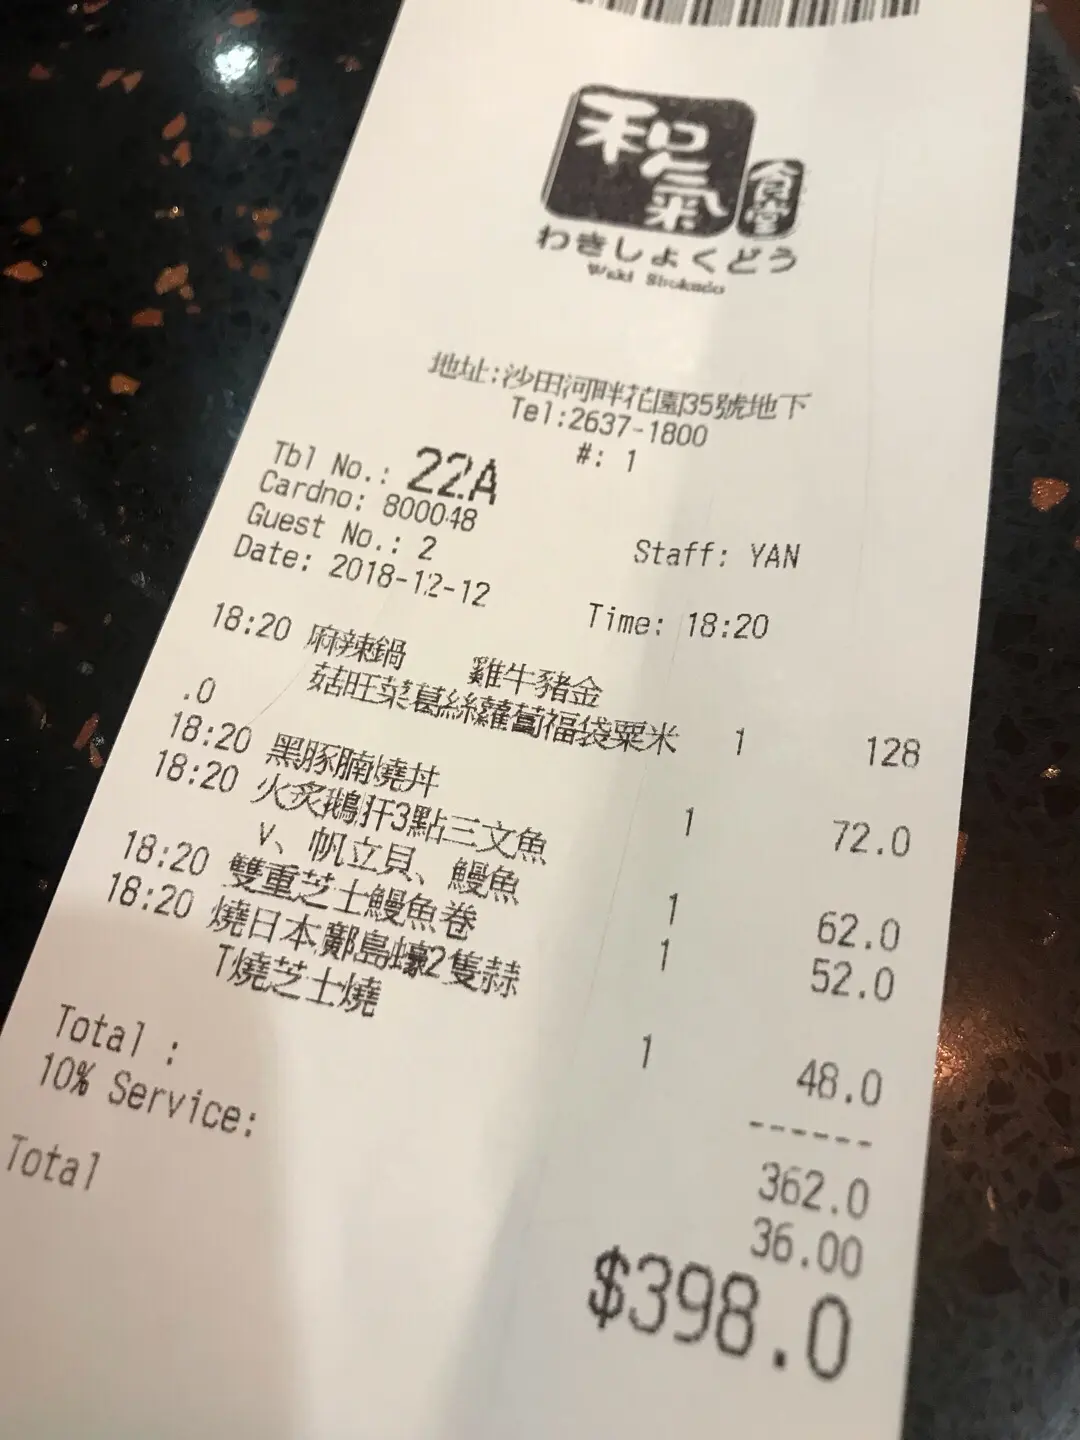 和氣
食堂
わきしょくどう
Waki Shokudo
地址:沙田河畔花園35號地下
Tel:2637-1800
#: 1
Tbl No.: 22A
Cardno: 800048
Guest No.: 2 Staff: YAN
Date: 2018-12-12 Time: 18:20
18:20 麻辣鍋 雞牛豬金
菇旺菜葛絲蘿蔔福袋粟米 1 128
.0
18:20 黑豚腩燒丼 1 72.0
18:20 火炙鵝肝3點三文魚
v、帆立貝、鰻魚 1 62.0
18:20 雙重芝士鰻魚卷 1 52.0
18:20 燒日本鄺島蠔2隻蒜
T燒芝士燒 1 48.0
------
Total : 362.0
10% Service: 36.00
Total $398.0